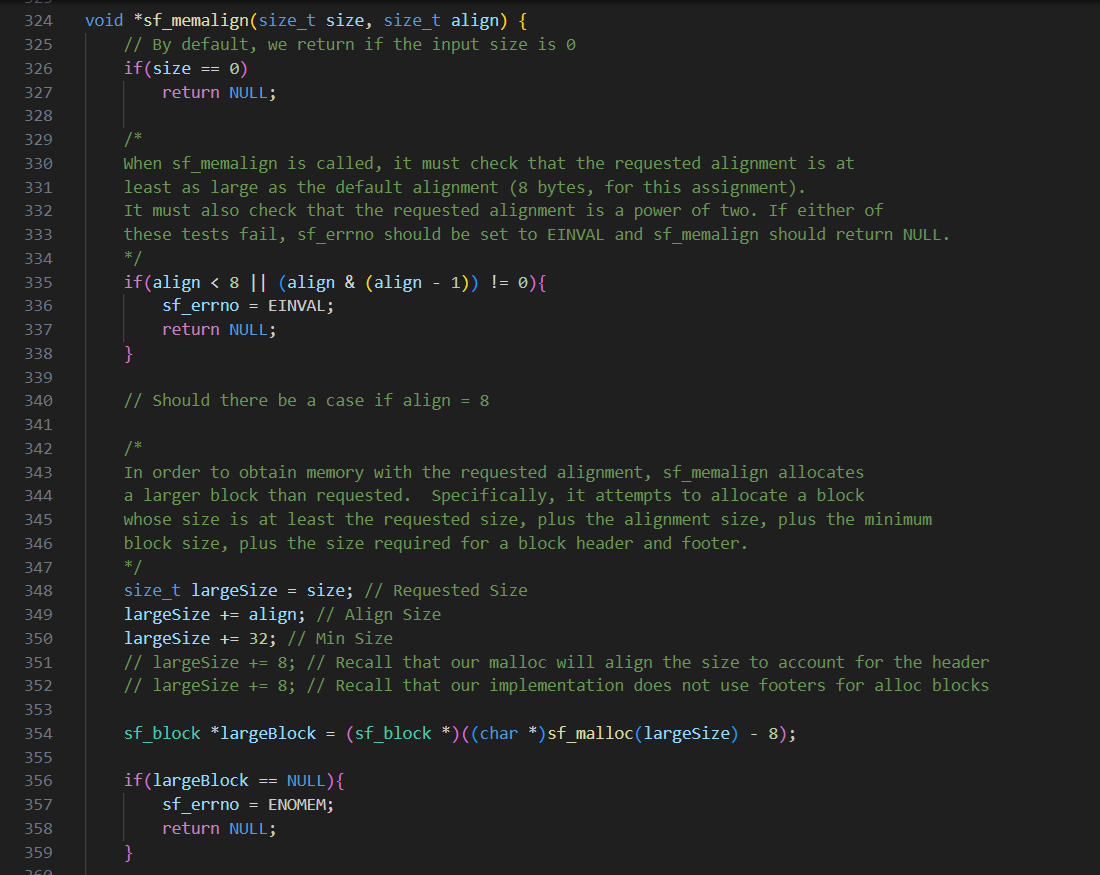 324 void *sf_memalign(size_t size, size_t align) {
325 // By default, we return if the input size is 0
326 if(size == 0)
327 return NULL;
328
329 /*
330 When sf_memalign is called, it must check that the requested alignment is at
331 least as large as the default alignment (8 bytes, for this assignment).
332 It must also check that the requested alignment is a power of two. If either of
333 these tests fail, sf_errno should be set to EINVAL and sf_memalign should return NULL.
334 */
335 if(align < 8 || (align & (align - 1)) != 0){
336 sf_errno = EINVAL;
337 return NULL;
338 }
339
340 // Should there be a case if align = 8
341
342 /*
343 In order to obtain memory with the requested alignment, sf_memalign allocates
344 a larger block than requested.  Specifically, it attempts to allocate a block
345 whose size is at least the requested size, plus the alignment size, plus the minimum
346 block size, plus the size required for a block header and footer.
347 */
348 size_t largeSize = size; // Requested Size
349 largeSize += align; // Align Size
350 largeSize += 32; // Min Size
351 // largeSize += 8; // Recall that our malloc will align the size to account for the header
352 // largeSize += 8; // Recall that our implementation does not use footers for alloc blocks
353
354 sf_block *largeBlock = (sf_block *)((char *)sf_malloc(largeSize) - 8);
355
356 if(largeBlock == NULL){
357 sf_errno = ENOMEM;
358 return NULL;
359 }